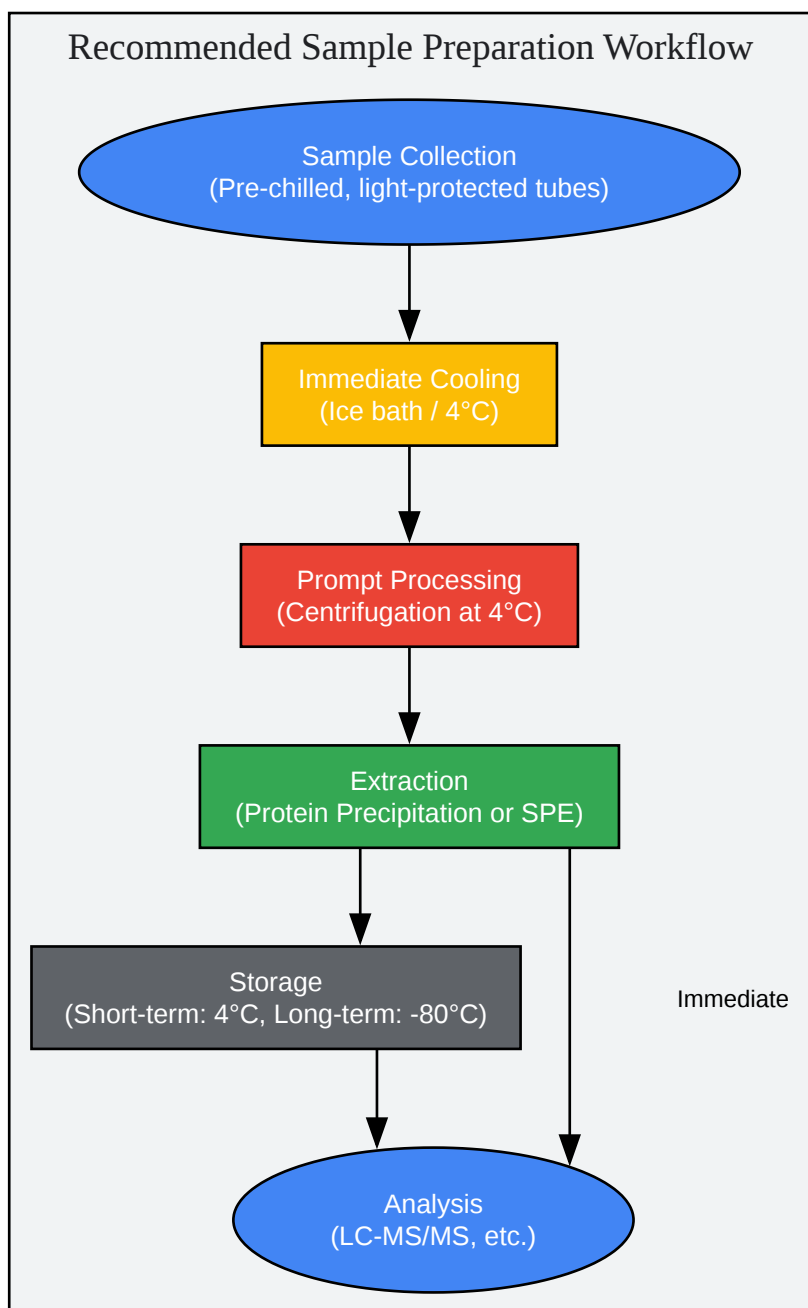 Recommended Sample Preparation Workflow
Sample Collection
(Pre-chilled, light-protected tubes)
Immediate Cooling
(Ice bath / 4°C)
Prompt Processing
(Centrifugation at 4°C)
Extraction
(Protein Precipitation or SPE)
Storage
(Short-term: 4°C, Long-term: -80°C)
Immediate
Analysis
(LC-MS/MS, etc.)